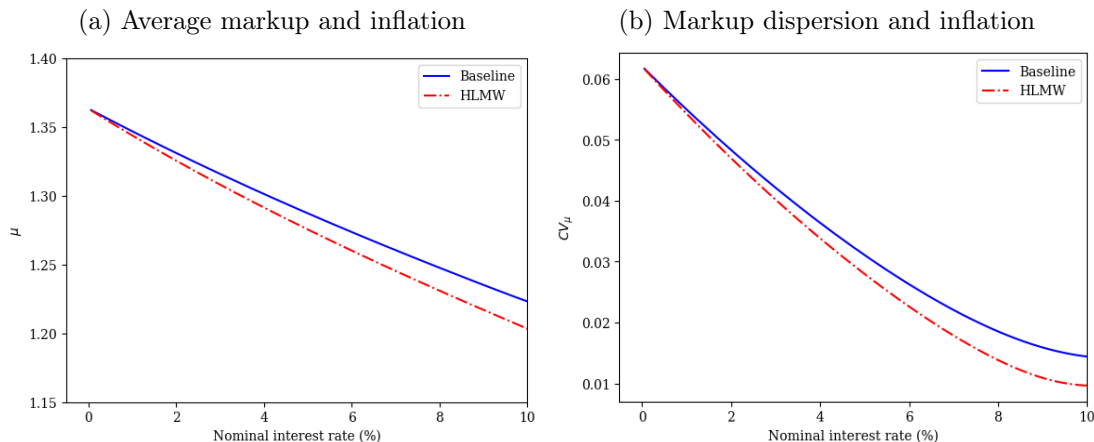 (a) Average markup and inflation
1.40
1.35
1.30
1.25
1.20
1.15
μ
Baseline
HLMW
0
2
4
6
8
10
Nominal interest rate (%)
(b) Markup dispersion and inflation
0.06
0.05
0.04
0.03
0.02
0.01
CVμ
Baseline
HLMW
0
2
4
6
8
10
Nominal interest rate (%)